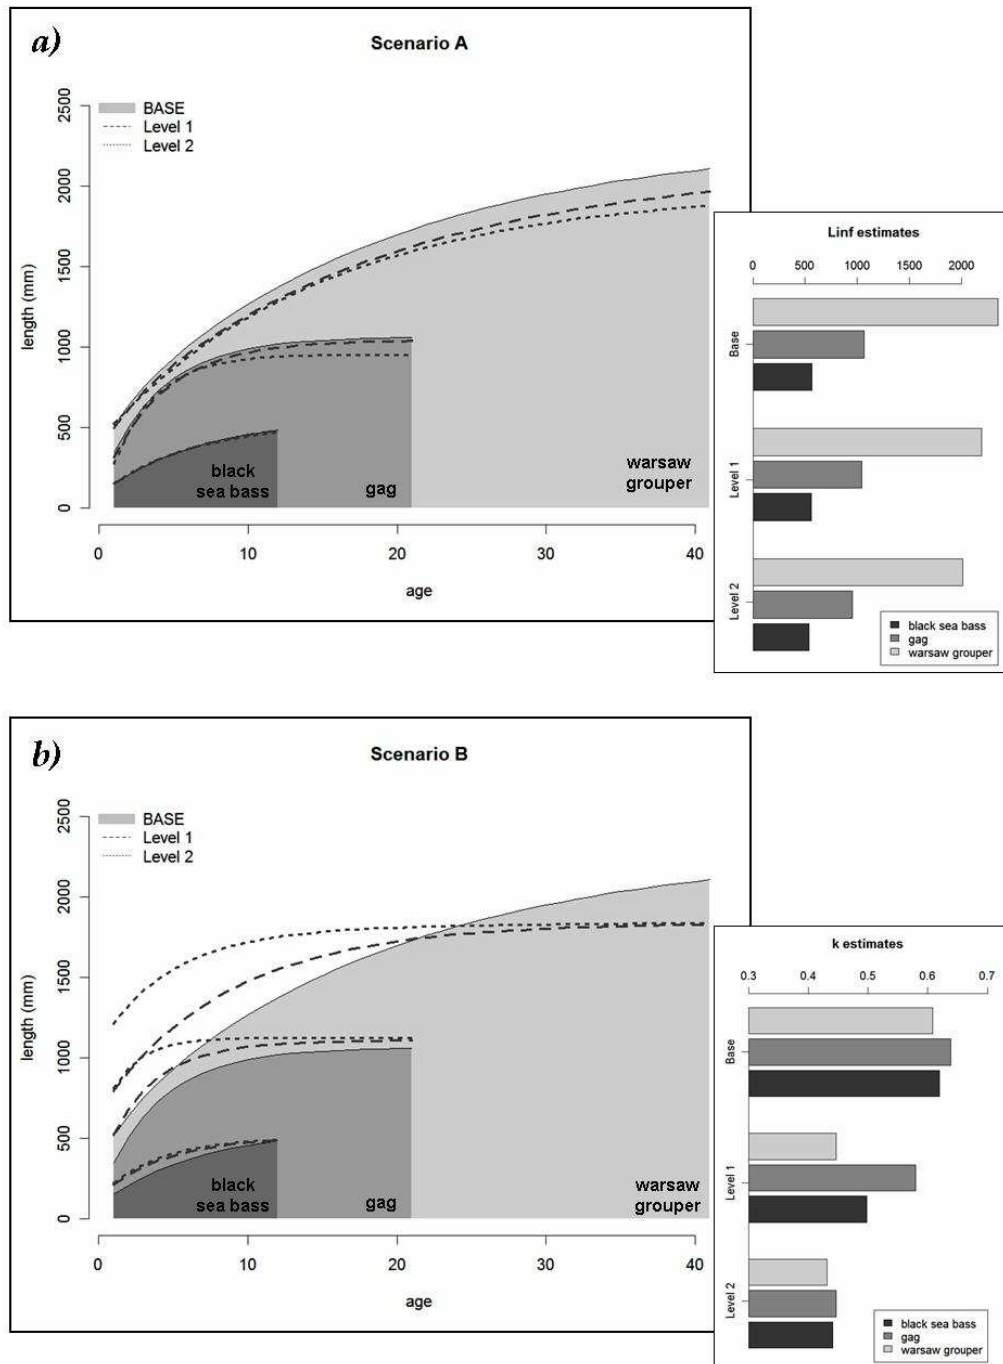 a)
Scenario A
BASE
Level 1
Level 2
2500
2000
1500
1000
500
0
length (mm)
black
sea bass
gag
warsaw
grouper
0 10 20 30 40
age
Linf estimates
0 500 1000 1500 2000
Base
Level 1
Level 2
black sea bass
gag
warsaw grouper
b)
Scenario B
BASE
Level 1
Level 2
2500
2000
1500
1000
500
0
length (mm)
black
sea bass
gag
warsaw
grouper
0 10 20 30 40
age
k estimates
0.3 0.4 0.5 0.6 0.7
Base
Level 1
Level 2
black sea bass
gag
warsaw grouper